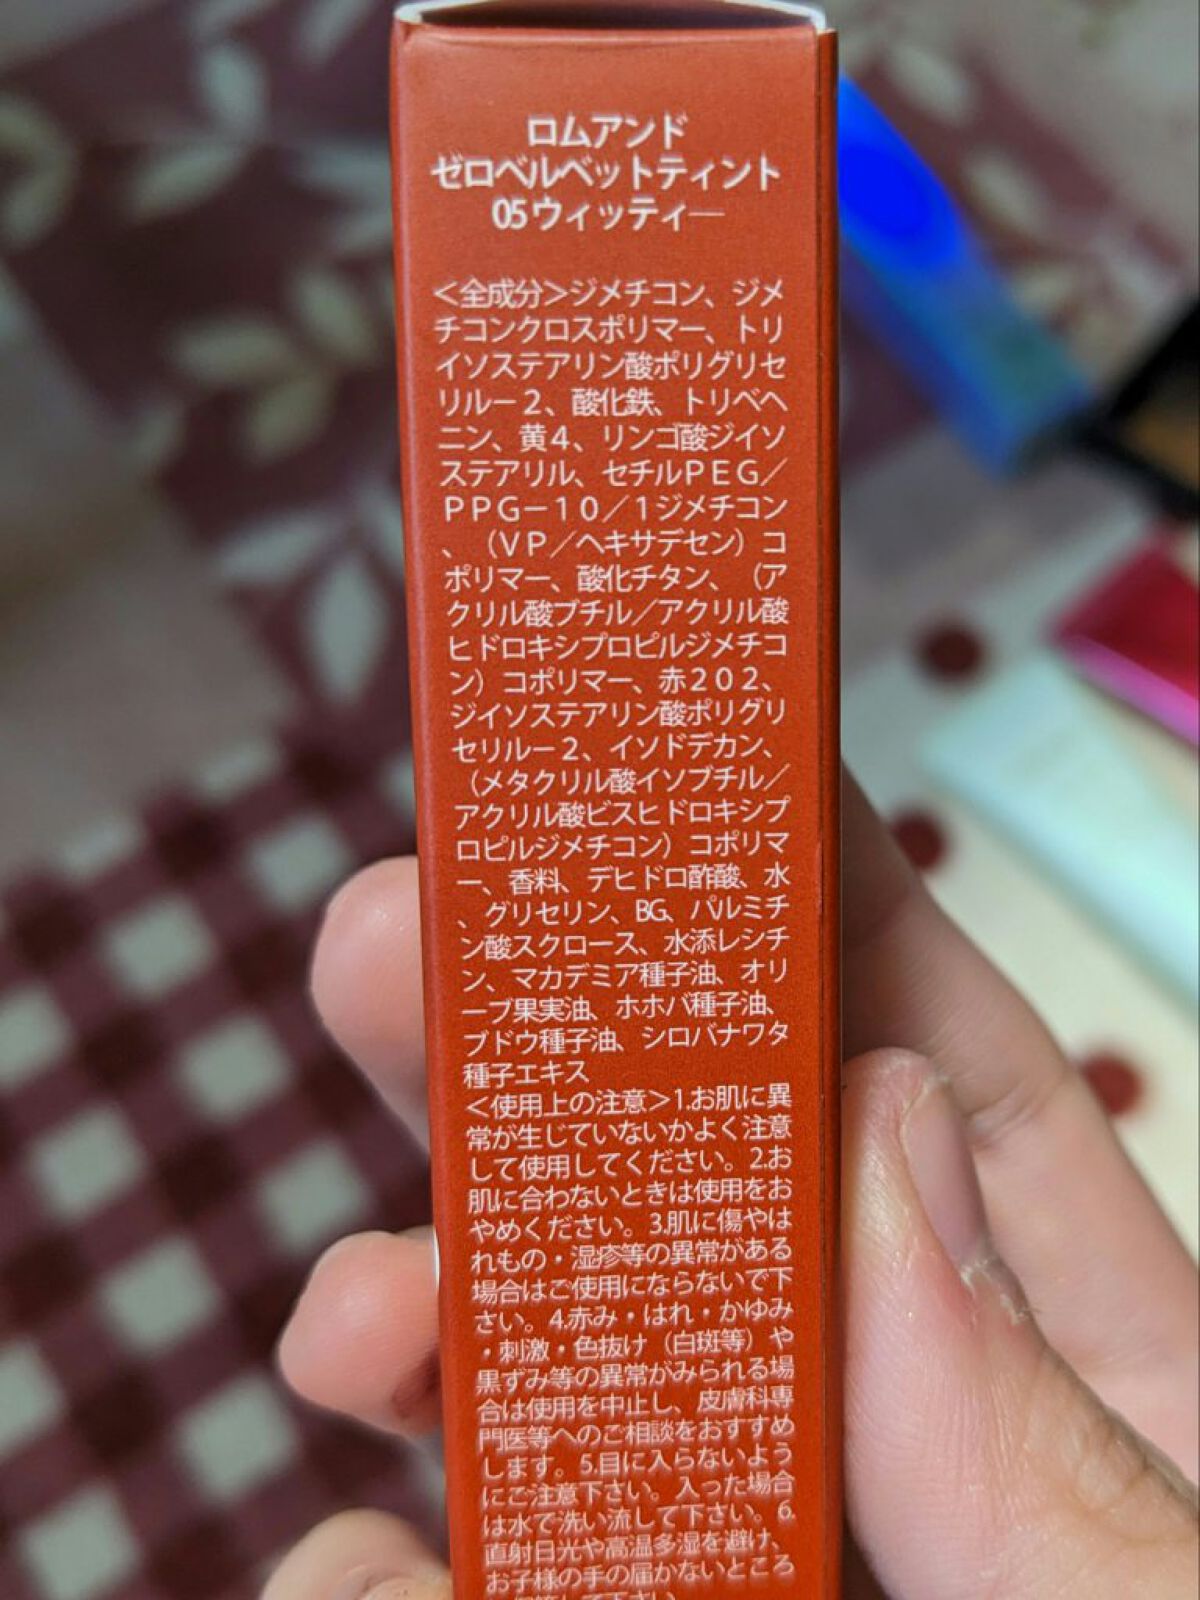 ロムアンド
ゼロベルベットティント
05ウィッティー
＜全成分＞ジメチコン、ジメ
チコンクロスポリマー、トリ
イソステアリン酸ポリグリセ
リルー２、酸化鉄、トリベヘ
ニン、黄４、リンゴ酸ジイソ
ステアリル、セチルＰＥＧ／
ＰＰＧ－１０／１ジメチコン
、（ＶＰ／ヘキサデセン）コ
ポリマー、酸化チタン、（ア
クリル酸ブチル／アクリル酸
ヒドロキシプロピルジメチコ
ン）コポリマー、赤２０２、
ジイソステアリン酸ポリグリ
セリルー２、イソドデカン、
（メタクリル酸イソブチル／
アクリル酸ビスヒドロキシプ
ロピルジメチコン）コポリマ
ー、香料、デヒドロ酢酸、水
、グリセリン、BG、パルミチ
ン酸スクロース、水添レシチ
ン、マカデミア種子油、オリ
ーブ果実油、ホホバ種子油、
ブドウ種子油、シロバナワタ
種子エキス
＜使用上の注意＞1.お肌に異
常が生じていないかよく注意
して使用してください。2.お
肌に合わないときは使用をお
やめください。3.肌に傷やは
れもの・湿疹等の異常がある
場合はご使用にならないで下
さい。4.赤み・はれ・かゆみ
・刺激・色抜け（白斑等）や
黒ずみ等の異常がみられる場
合は使用を中止し、皮膚科専
門医等へのご相談をおすすめ
します。5.目に入らないよう
にご注意下さい。入った場合
は水で洗い流して下さい。6.
直射日光や高温多湿を避け、
お子様の手の届かないところ